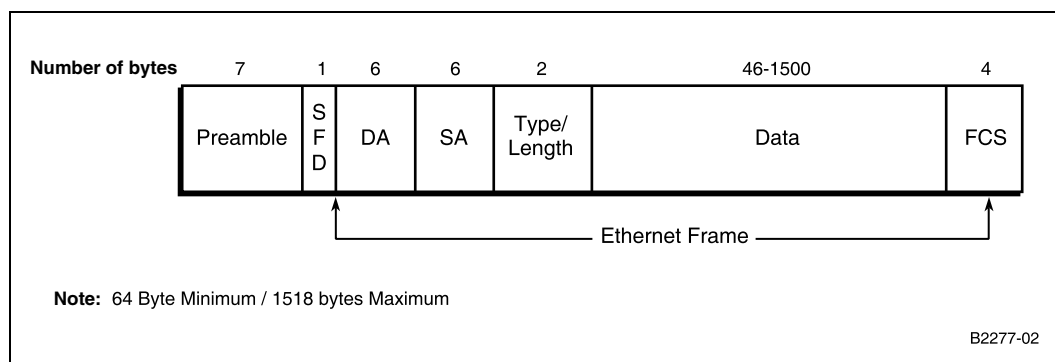 Number of bytes 7 1 6 6 2 46-1500 4
Preamble
S
F
D
DA
SA
Type/
Length
Data
FCS
Ethernet Frame
Note: 64 Byte Minimum / 1518 bytes Maximum
B2277-02